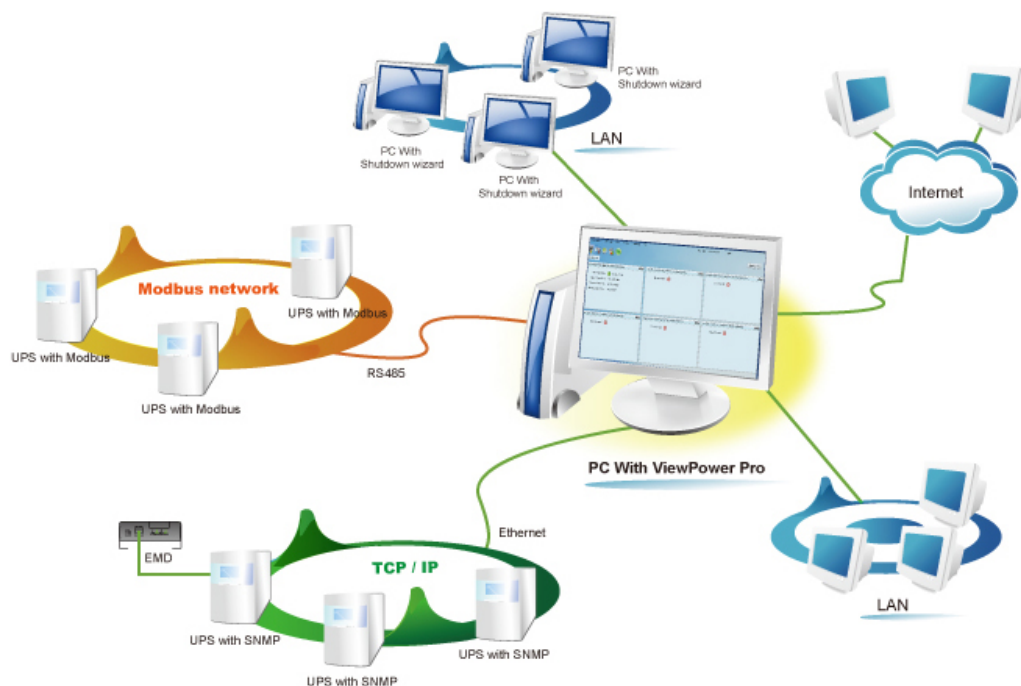 PC With
Shutdown wizard
PC With
Shutdown wizard
PC With
Shutdown wizard
LAN
Internet
Modbus network
UPS with Modbus
UPS with Modbus
UPS with Modbus
RS485
PC With ViewPower Pro
Ethernet
EMD
TCP / IP
UPS with SNMP
UPS with SNMP
UPS with SNMP
LAN